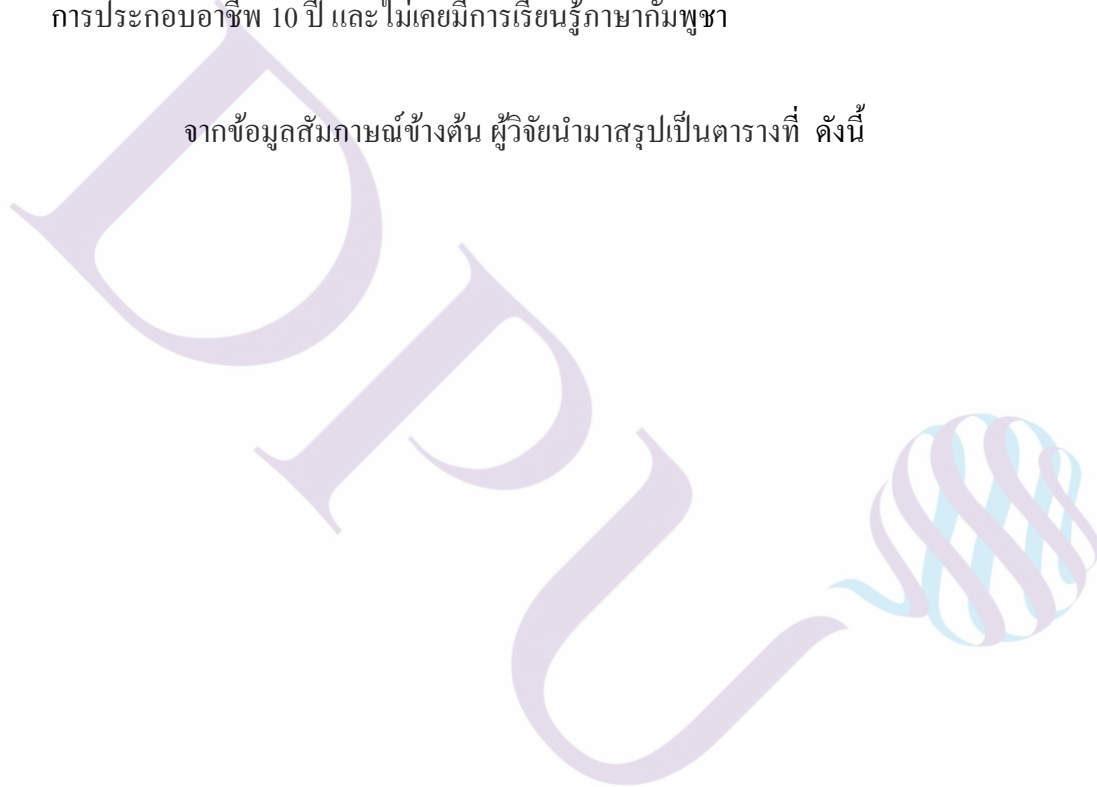 การประกอบอาชีพ 10 ปี และไม่เคยมีการเรียนรู้ภาษากัมพูชา
จากข้อมูลสัมภาษณ์ข้างต้น ผู้วิจัยนำมาสรุปเป็นตารางที่ ดังนี้
DPU